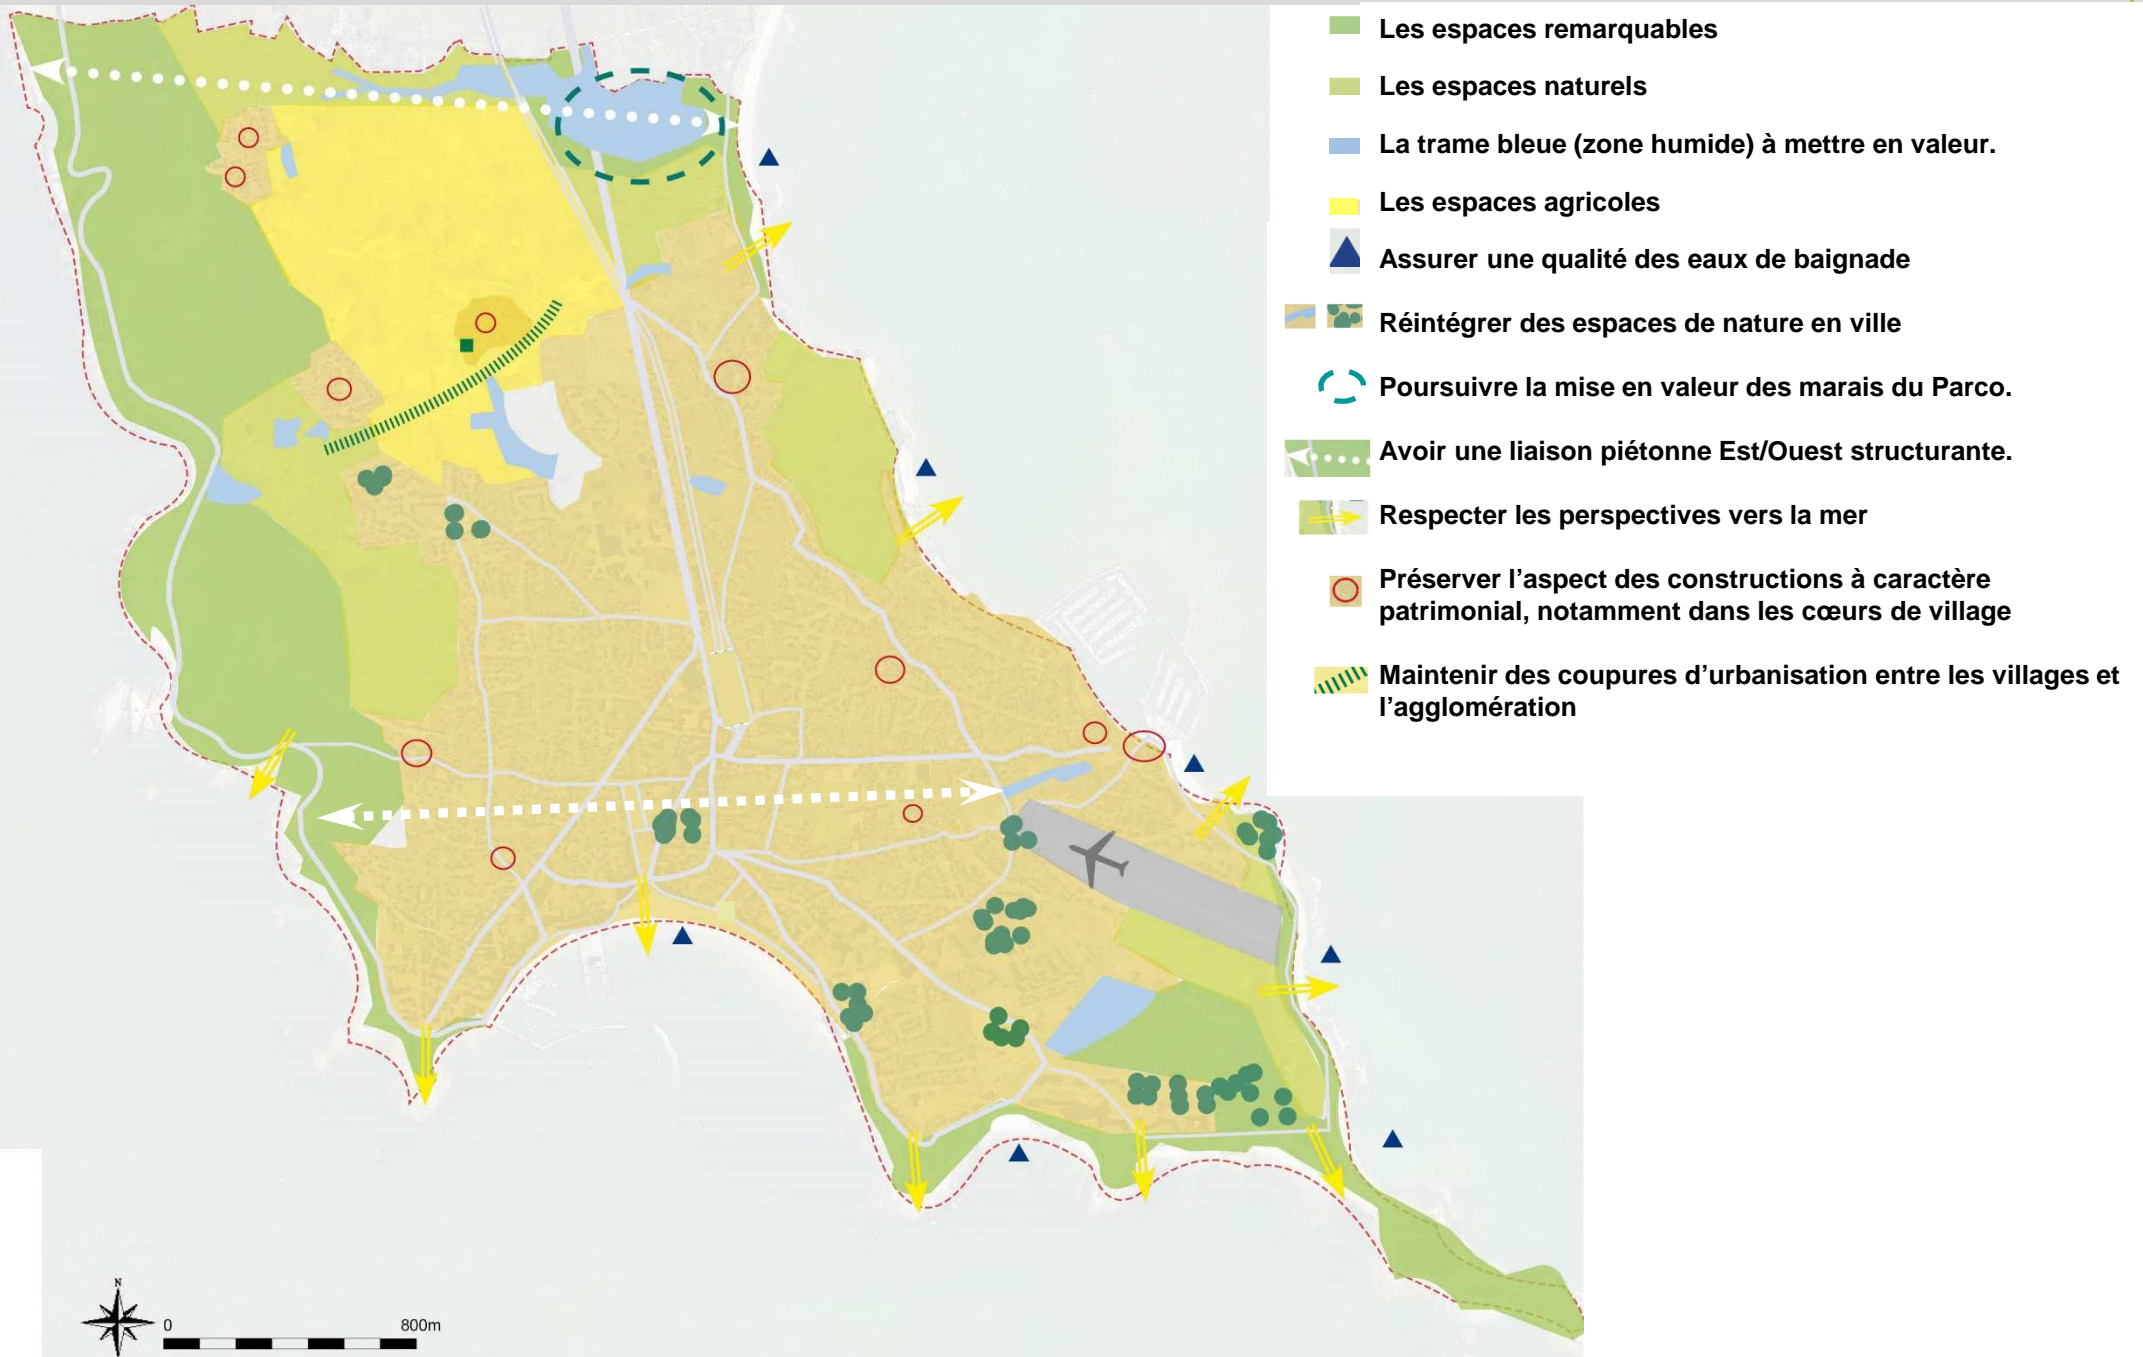 Les espaces remarquables
Les espaces naturels
La trame bleue (zone humide) à mettre en valeur.
Les espaces agricoles
Assurer une qualité des eaux de baignade
Réintégrer des espaces de nature en ville
Poursuivre la mise en valeur des marais du Parco.
Avoir une liaison piétonne Est/Ouest structurante.
Respecter les perspectives vers la mer
Préserver l’aspect des constructions à caractère
patrimonial, notamment dans les cœurs de village
Maintenir des coupures d’urbanisation entre les villages et
l’agglomération
N
0 800m